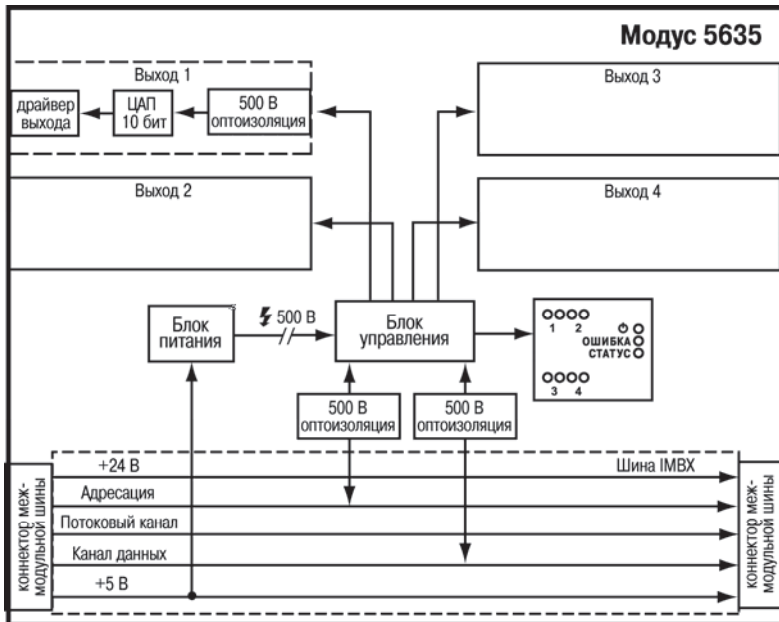 Модус 5635
Выход 1
драйвер
выхода
ЦАП
10 бит
500 В
оптоизоляция
Выход 3
Выход 2
Выход 4
Блок
питания
500 В
Блок
управления
1 2
ОШИБКА
СТАТУС
3 4
500 В
оптоизоляция
500 В
оптоизоляция
коннектор меж-
модульной шины
+24 В
Шина IMBX
Адресация
Потоковый канал
Канал данных
+5 В
коннектор меж-
модульной шины